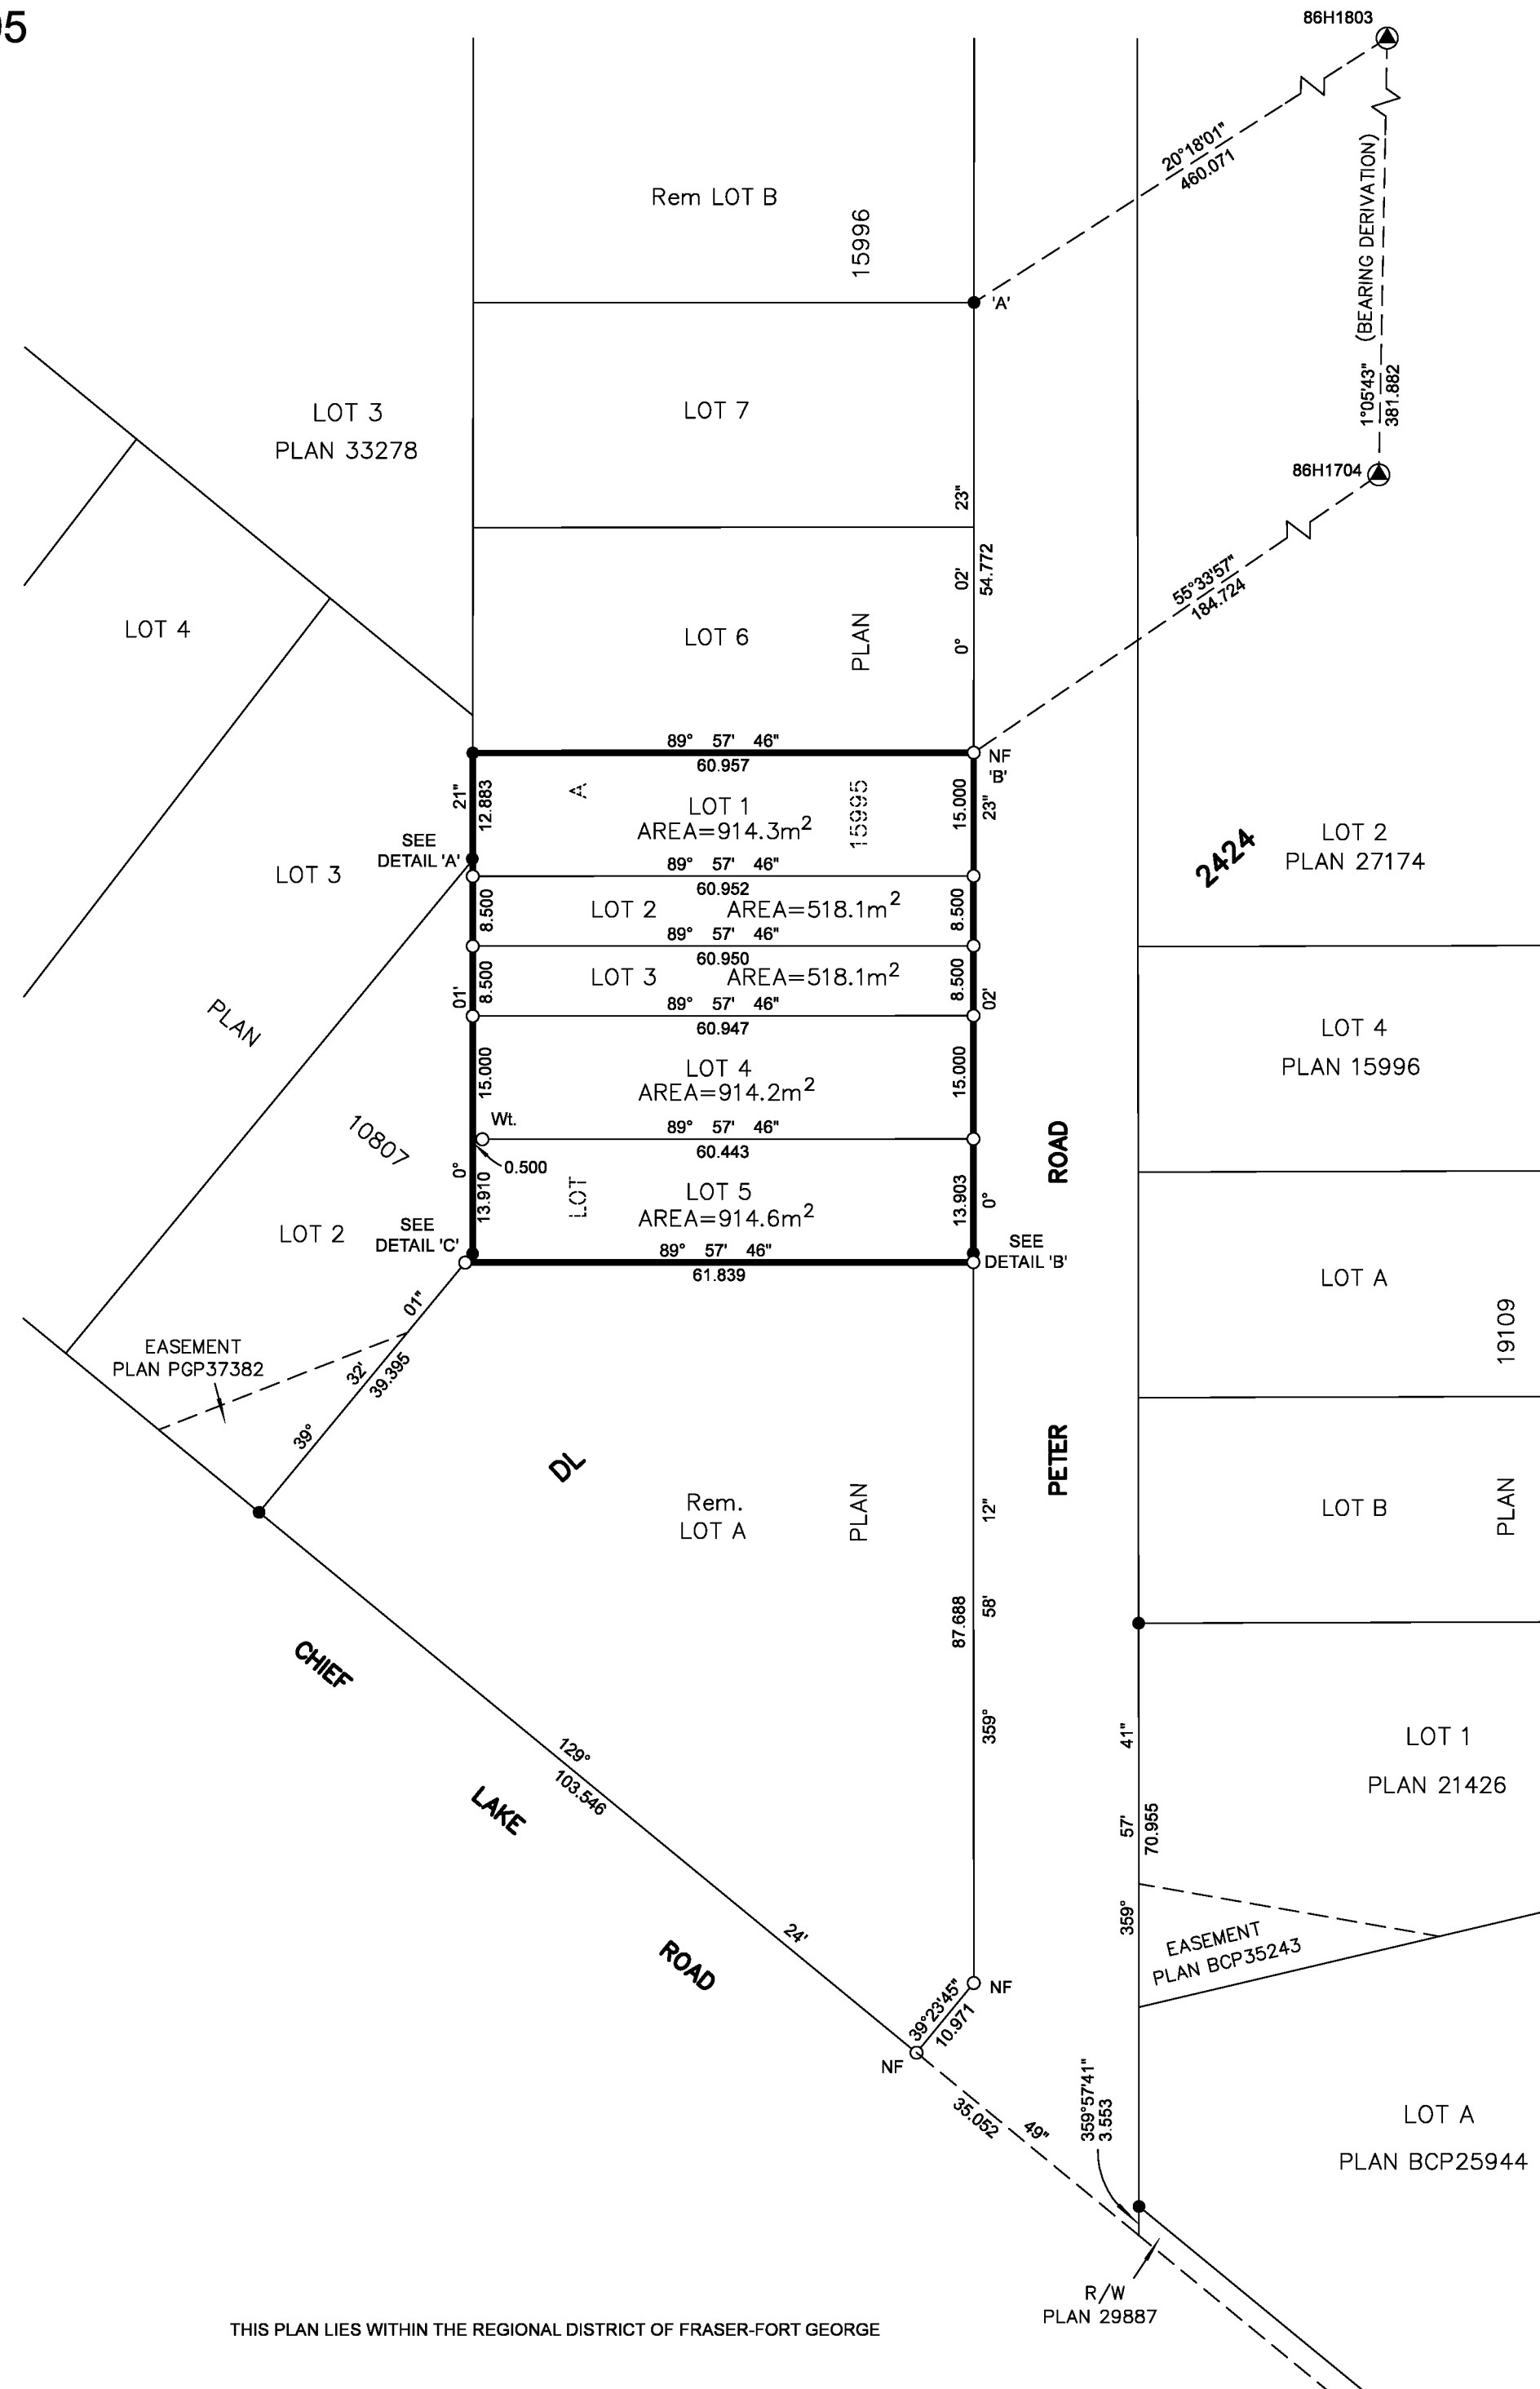 95
86H1803
20°18'01"
460.071
(BEARING DERIVATION)
1°05'43"
381.882
Rem LOT B
15996
'A'
LOT 3
PLAN 33278
LOT 7
86H1704
23"
02'
54.772
0°
55°33'57"
184.724
LOT 4
LOT 6
PLAN
89° 57' 46"
60.957
NF
'B'
21"
12.883
A
LOT 1
AREA=914.3m2
15995
15.000
23"
SEE
DETAIL 'A'
LOT 3
89° 57' 46"
60.952
2424
LOT 2
PLAN 27174
8.500
LOT 2
AREA=518.1m2
8.500
89° 57' 46"
60.950
01'
8.500
LOT 3
AREA=518.1m2
8.500
02'
89° 57' 46"
60.947
PLAN
10807
15.000
LOT 4
AREA=914.2m2
15.000
LOT 4
PLAN 15996
Wt.
89° 57' 46"
60.443
0.500
0°
13.910
LOT
LOT 5
AREA=914.6m2
13.903
0°
ROAD
LOT 2
SEE
DETAIL 'C'
89° 57' 46"
61.839
SEE
DETAIL 'B'
LOT A
19109
01"
32'
39.395
39°
EASEMENT
PLAN PGP37382
DL
Rem.
LOT A
PLAN
PETER
12"
58'
87.688
359°
LOT B
PLAN
CHIEF
LAKE
ROAD
129°
103.546
24'
41"
57'
70.955
359°
LOT 1
PLAN 21426
EASEMENT
PLAN BCP35243
NF
39°23'45"
10.971
NF
35.052
49"
359°57'41"
3.553
LOT A
PLAN BCP25944
R/W
PLAN 29887
THIS PLAN LIES WITHIN THE REGIONAL DISTRICT OF FRASER-FORT GEORGE